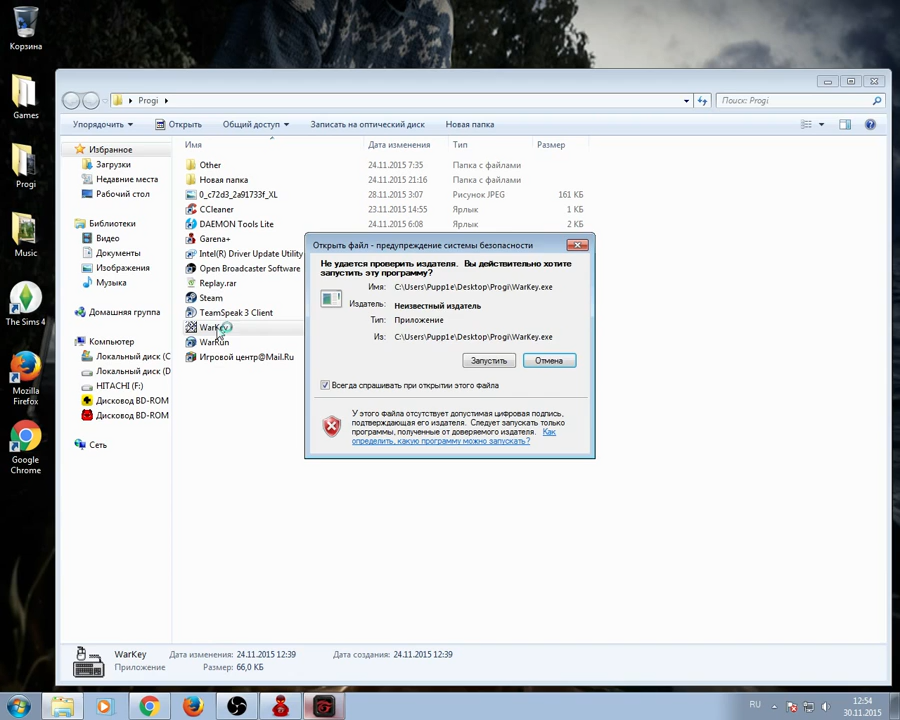 Корзина
Games
Progi
Music
The Sims 4
Mozilla
Firefox
Google
Chrome
Progi
Поиск: Progi
Упорядочить
Открыть
Общий доступ
Записать на оптический диск
Новая папка
Избранное
Загрузки
Недавние места
Рабочий стол
Библиотеки
Видео
Документы
Изображения
Музыка
Домашняя группа
Компьютер
Локальный диск (C
Локальный диск (D
HITACHI (F:)
Дисковод BD-ROM
Дисковод BD-ROM
Сеть
Имя Дата изменения Тип Размер
Other 24.11.2015 7:35 Папка с файлами
Новая папка 24.11.2015 21:16 Папка с файлами
0_c72d3_2a91733f_XL 28.11.2015 3:07 Рисунок JPEG 161 КБ
CCleaner 23.11.2015 14:55 Ярлык 1 КБ
DAEMON Tools Lite 24.11.2015 6:08 Ярлык 2 КБ
Garena+
Intel(R) Driver Update Utility
Open Broadcaster Software
Replay.rar
Steam
TeamSpeak 3 Client
WarKey
WarRun
Игровой центр@Mail.Ru
Открыть файл - предупреждение системы безопасности
Не удается проверить издателя. Вы действительно хотите
запустить эту программу?
Имя: C:\Users\Pupp1e\Desktop\Progi\WarKey.exe
Издатель: Неизвестный издатель
Тип: Приложение
Из: C:\Users\Pupp1e\Desktop\Progi\WarKey.exe
Запустить
Отмена
Всегда спрашивать при открытии этого файла
У этого файла отсутствует допустимая цифровая подпись,
подтверждающая его издателя. Следует запускать только
программы, полученные от доверяемого издателя. Как
определить, какую программу можно запускать?
WarKey Дата изменения: 24.11.2015 12:39 Дата создания: 24.11.2015 12:39
Приложение Размер: 66,0 КБ
RU
12:54
30.11.2015